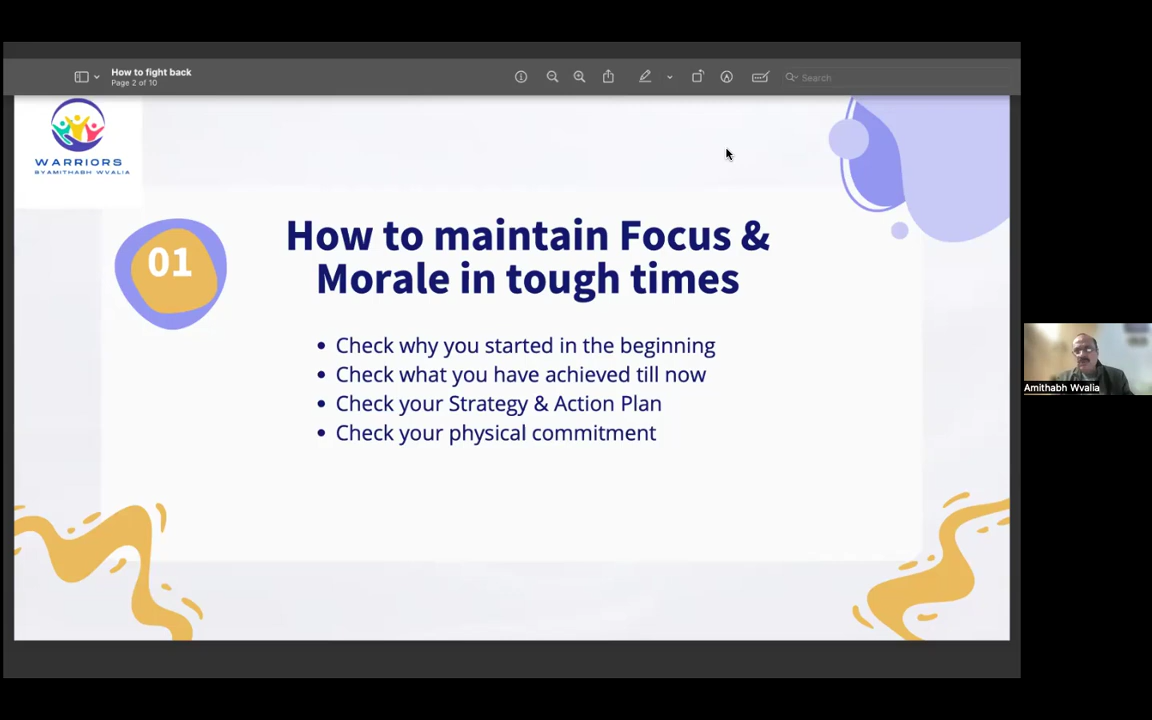 How to fight back
Page 2 of 10
Search
WARRIORS
BYAMITHABH WVALIA
01
How to maintain Focus &
Morale in tough times
• Check why you started in the beginning
• Check what you have achieved till now
• Check your Strategy & Action Plan
• Check your physical commitment
Amithabh Wvalia